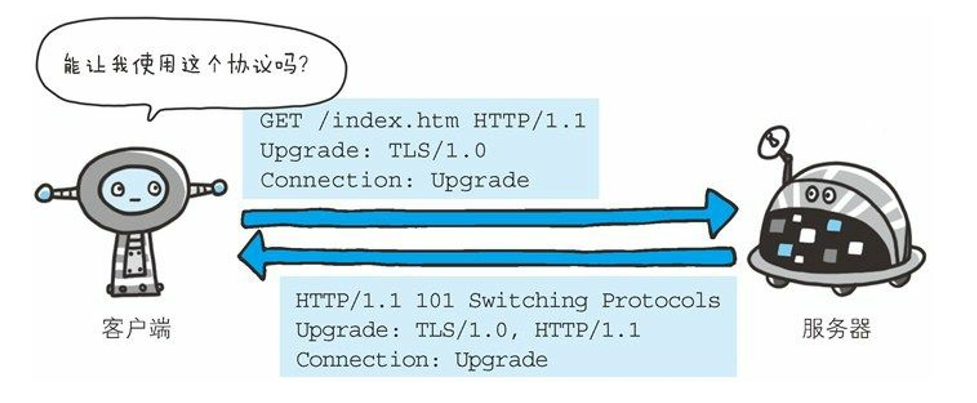 能让我使用这个协议吗?
GET /index.htm HTTP/1.1
Upgrade: TLS/1.0
Connection: Upgrade
HTTP/1.1 101 Switching Protocols
Upgrade: TLS/1.0, HTTP/1.1
Connection: Upgrade
客户端
服务器